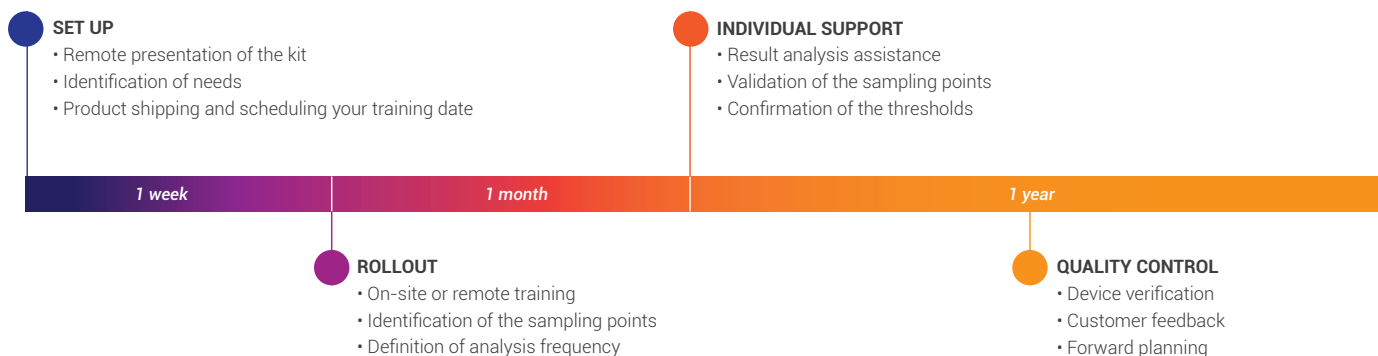 SET UP
• Remote presentation of the kit
• Identification of needs
• Product shipping and scheduling your training date
INDIVIDUAL SUPPORT
• Result analysis assistance
• Validation of the sampling points
• Confirmation of the thresholds
1 week
1 month
1 year
ROLLOUT
• On-site or remote training
• Identification of the sampling points
• Definition of analysis frequency
QUALITY CONTROL
• Device verification
• Customer feedback
• Forward planning